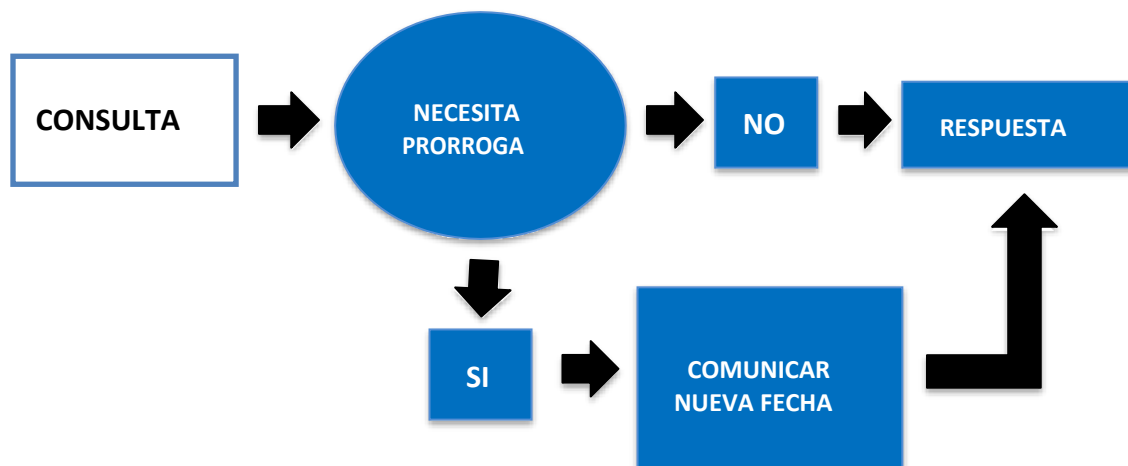 CONSULTA
NECESITA
PRORROGA
NO
RESPUESTA
SI
COMUNICAR
NUEVA FECHA